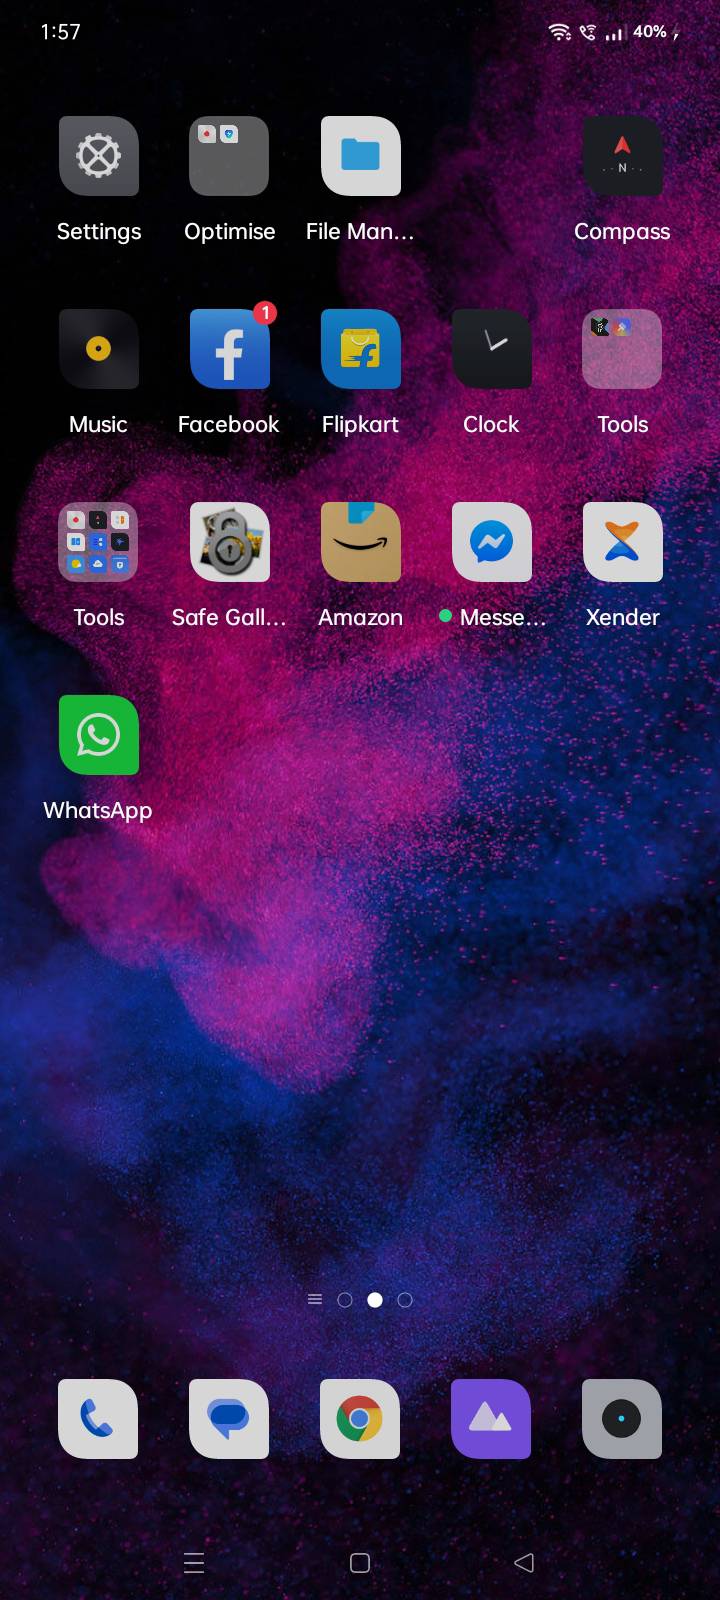 1:57 40%
Settings Optimise File Man... Compass
N
1
Music Facebook Flipkart Clock Tools
Tools Safe Gall... Amazon Messe... Xender
WhatsApp